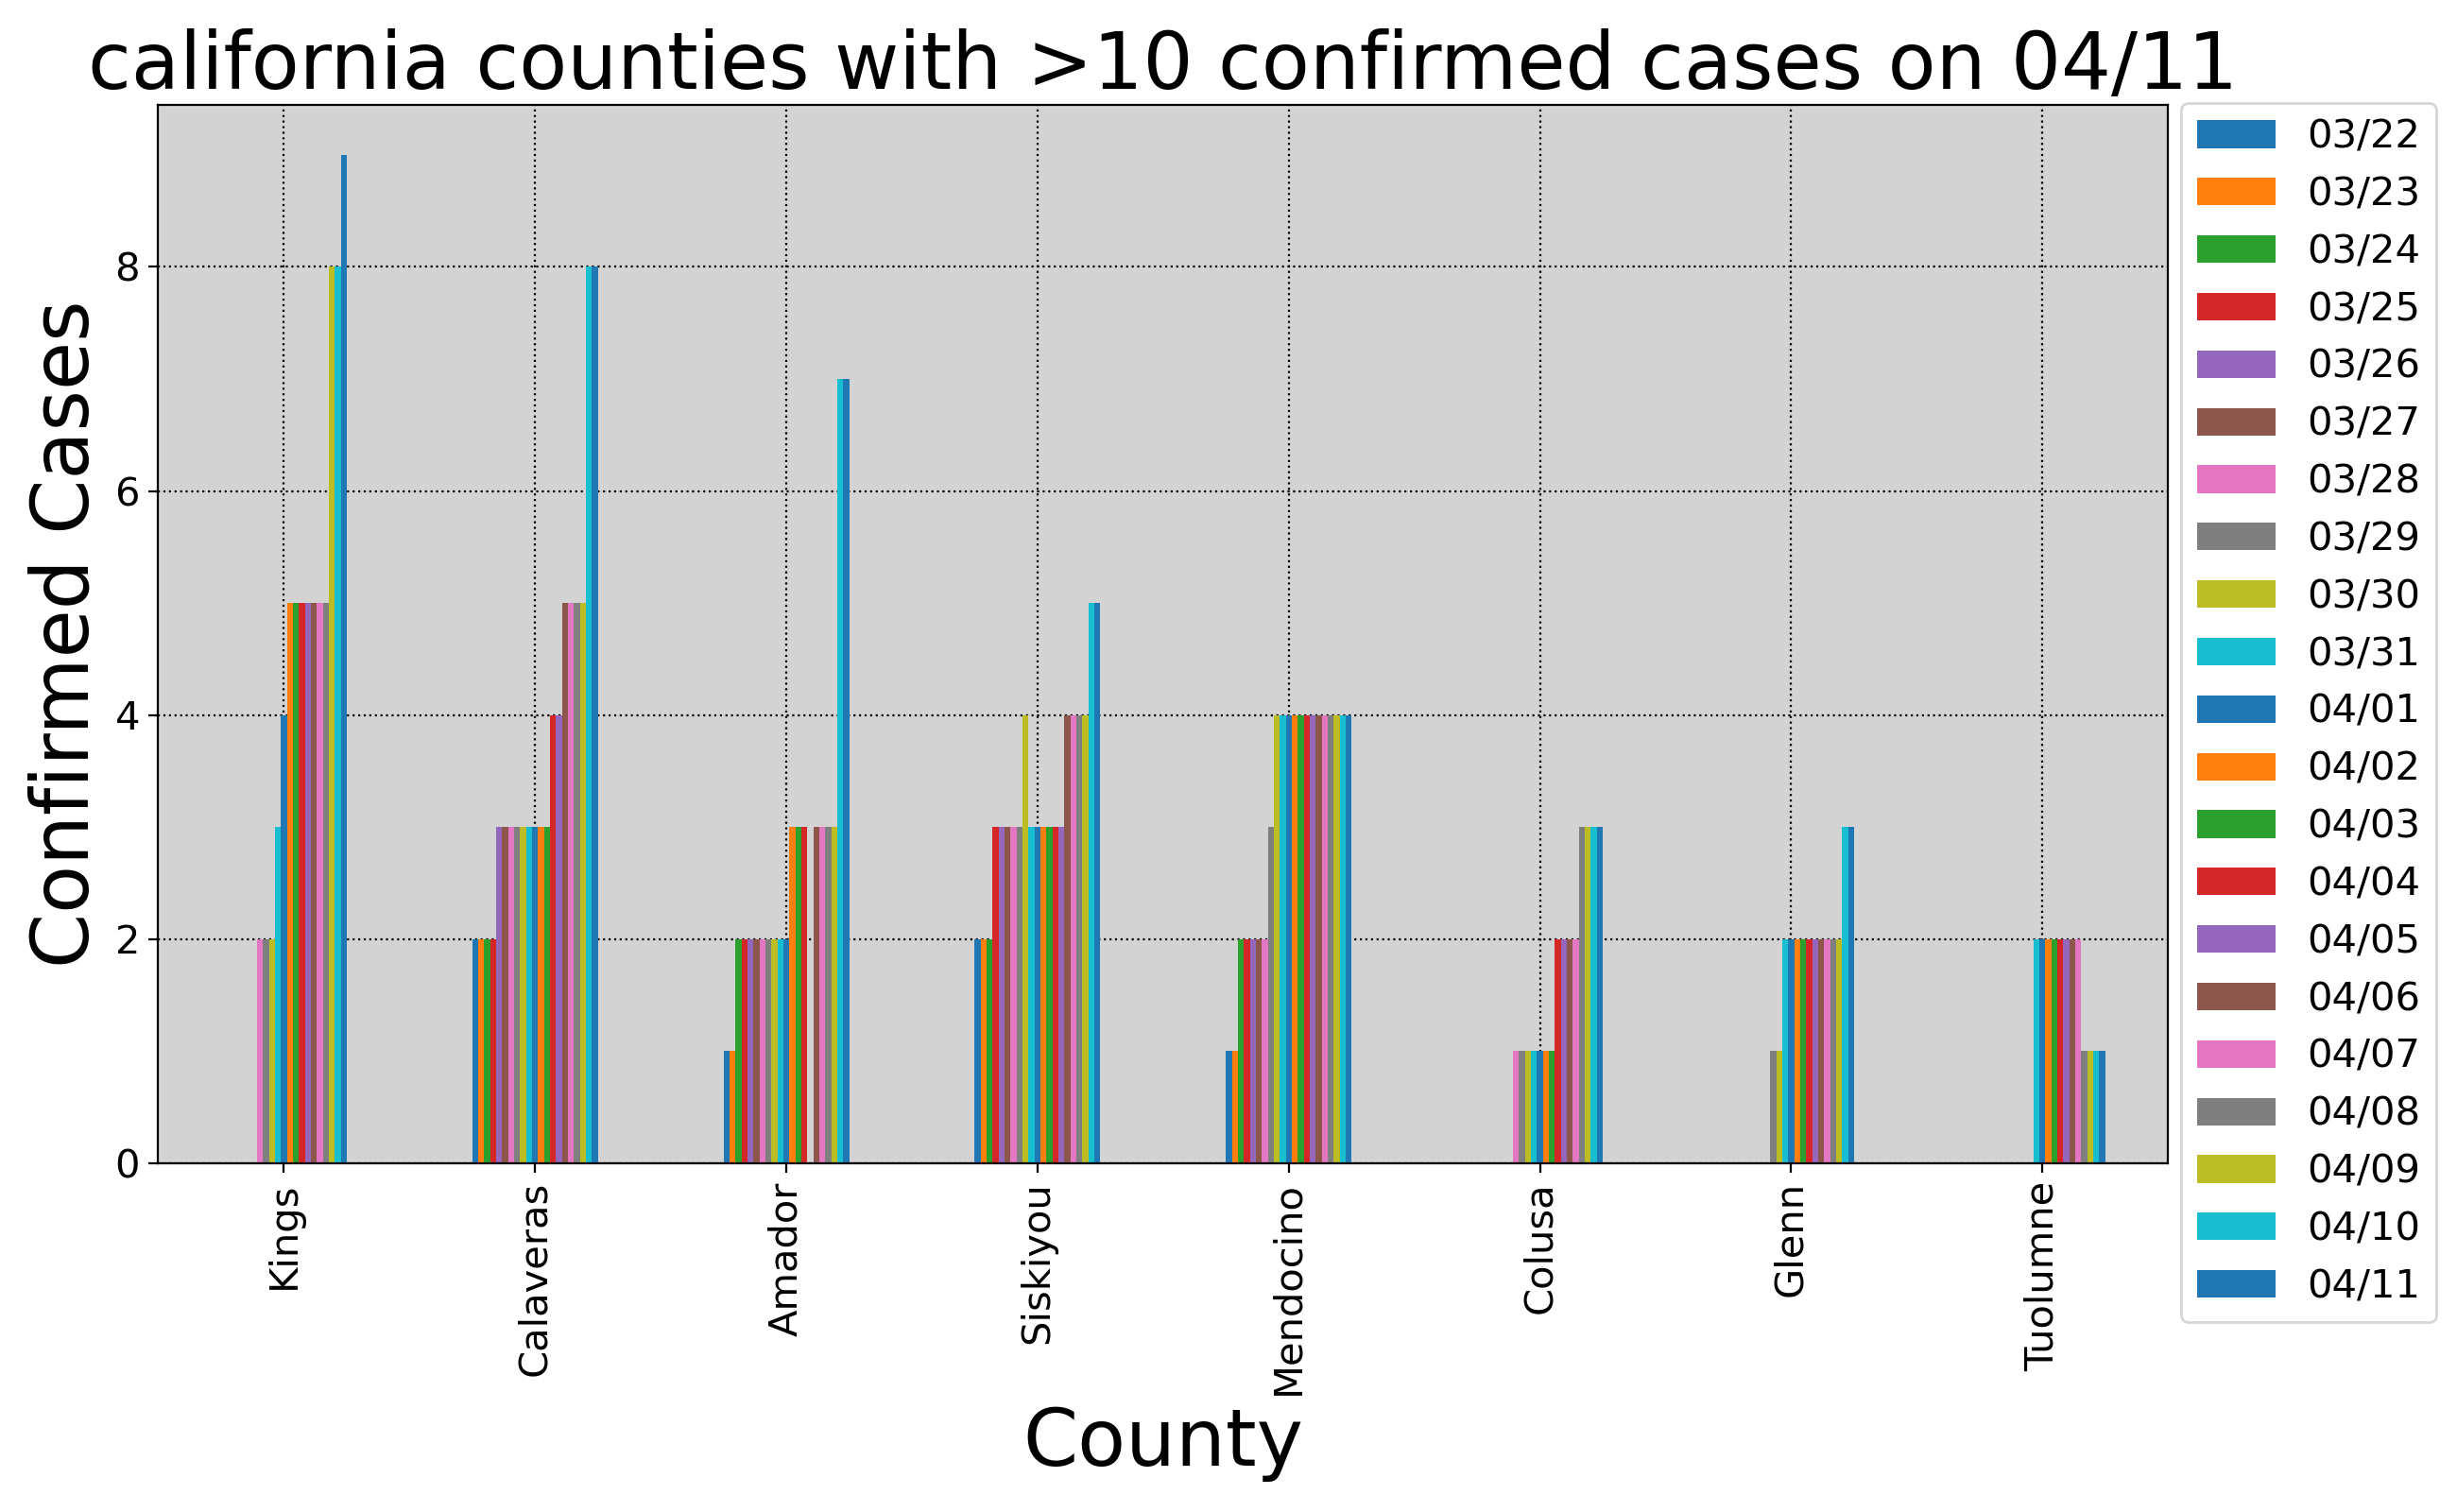 california counties with >10 confirmed cases on 04/11
Confirmed Cases
8
6
4
2
0
Kings
Calaveras
Amador
Siskiyou
Mendocino
Colusa
Glenn
Tuolumne
County
03/22
03/23
03/24
03/25
03/26
03/27
03/28
03/29
03/30
03/31
04/01
04/02
04/03
04/04
04/05
04/06
04/07
04/08
04/09
04/10
04/11